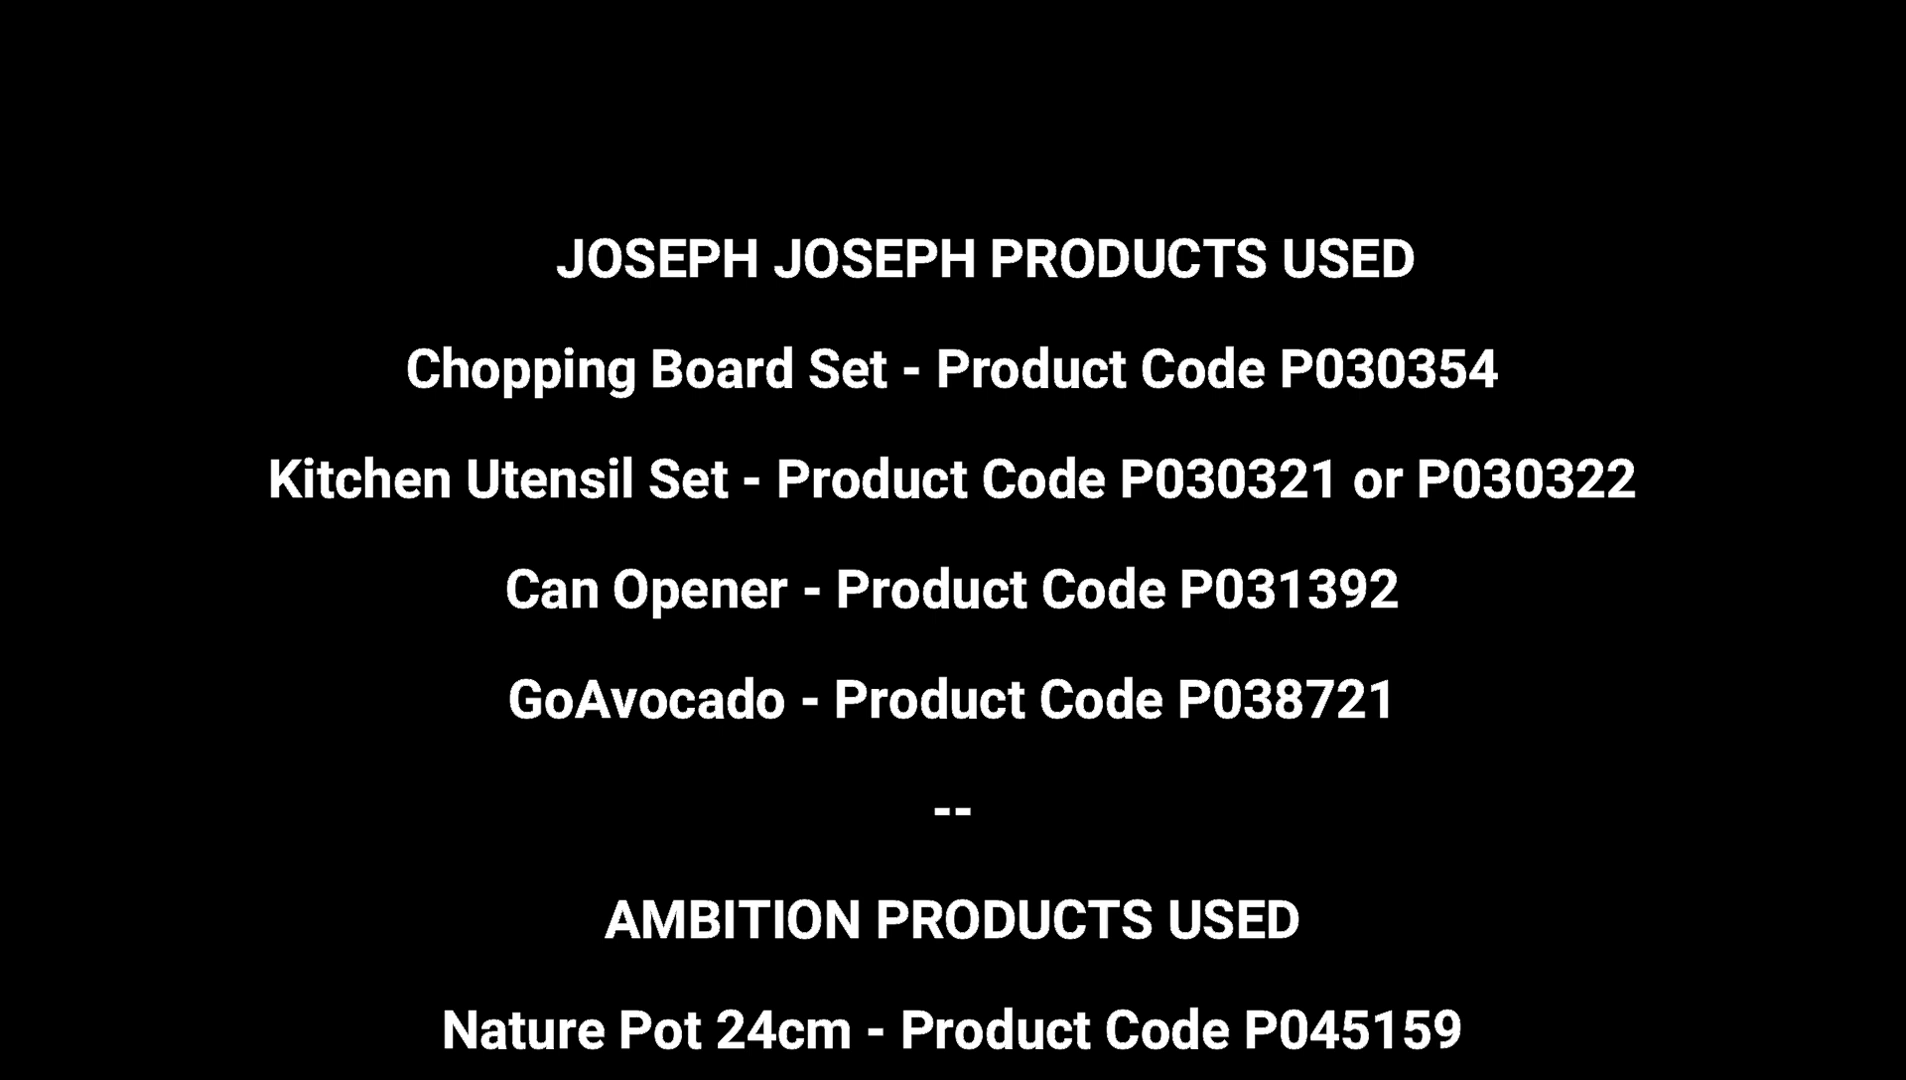 JOSEPH JOSEPH PRODUCTS USED
Chopping Board Set - Product Code P030354
Kitchen Utensil Set - Product Code P030321 or P030322
Can Opener - Product Code P031392
GoAvocado - Product Code P038721
--
AMBITION PRODUCTS USED
Nature Pot 24cm - Product Code P045159